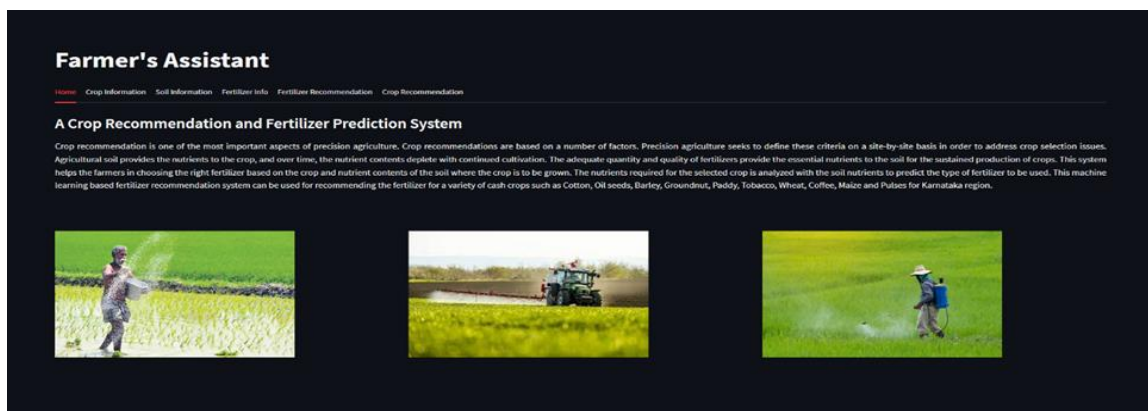 Farmer's Assistant
Home Crop Information Soil Information Fertilizer Info Fertilizer Recommendation Crop Recommendation
A Crop Recommendation and Fertilizer Prediction System
Crop recommendation is one of the most important aspects of precision agriculture. Crop recommendations are based on a number of factors. Precision agriculture seeks to define these criteria on a site-by-site basis in order to address crop selection issues.
Agricultural soil provides the nutrients to the crop, and over time, the nutrient contents deplete with continued cultivation. The adequate quantity and quality of fertilizers provide the essential nutrients to the soil for the sustained production of crops. This system
helps the farmers in choosing the right fertilizer based on the crop and nutrient contents of the soil where the crop is to be grown. The nutrients required for the selected crop is analyzed with the soil nutrients to predict the type of fertilizer to be used. This machine
learning based fertilizer recommendation system can be used for recommending the fertilizer for a variety of cash crops such as Cotton, Oil seeds, Barley, Groundnut, Paddy, Tobacco, Wheat, Coffee, Maize and Pulses for Karnataka region.